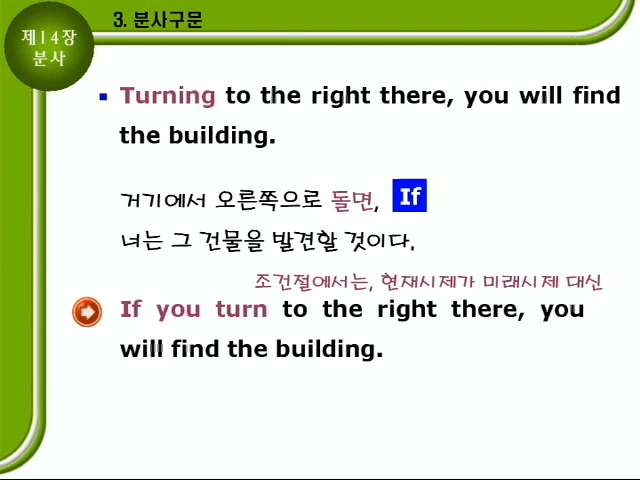 3. 분사구문
제14장
분사
Turning to the right there, you will find
the building.
거기에서 오른쪽으로 돌면, If
너는 그 건물을 발견할 것이다.
조건절에서는, 현재시제가 미래시제 대신
If you turn to the right there, you
will find the building.